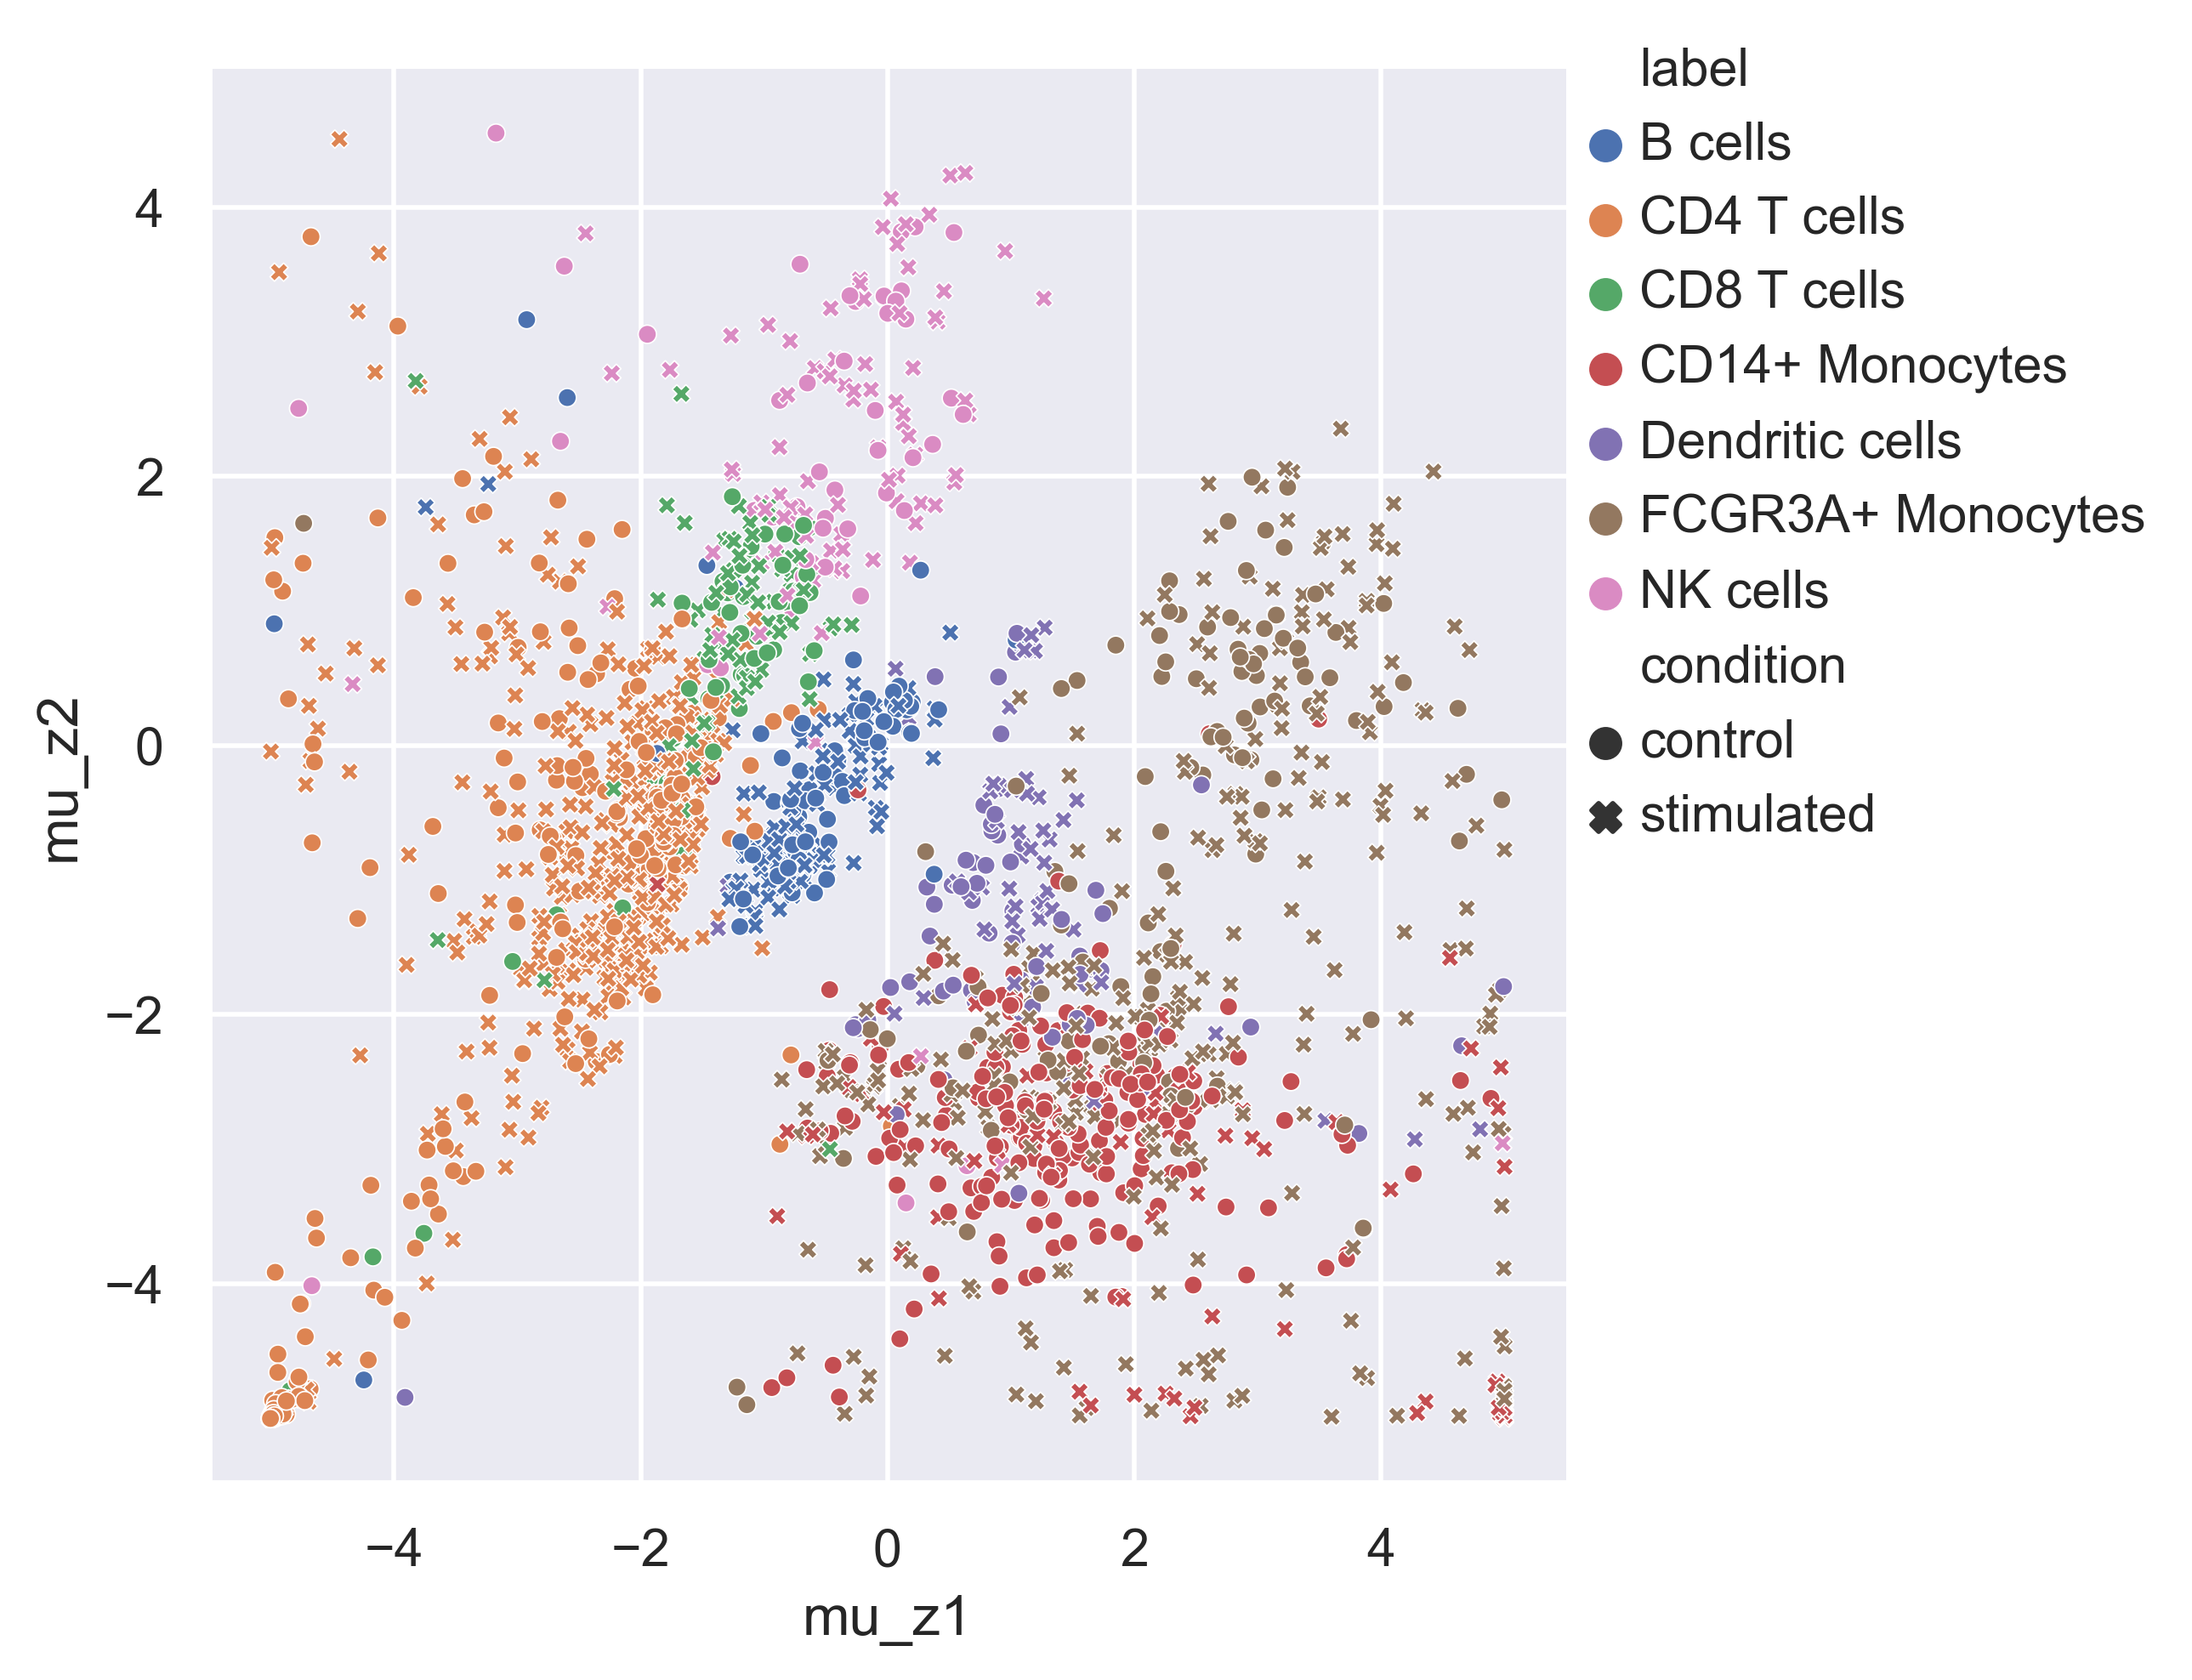 label
B cells
CD4 T cells
CD8 T cells
CD14+ Monocytes
Dendritic cells
FCGR3A+ Monocytes
NK cells
condition
control
stimulated
4
2
0
−2
−4
mu_z2
−4 −2 0 2 4
mu_z1